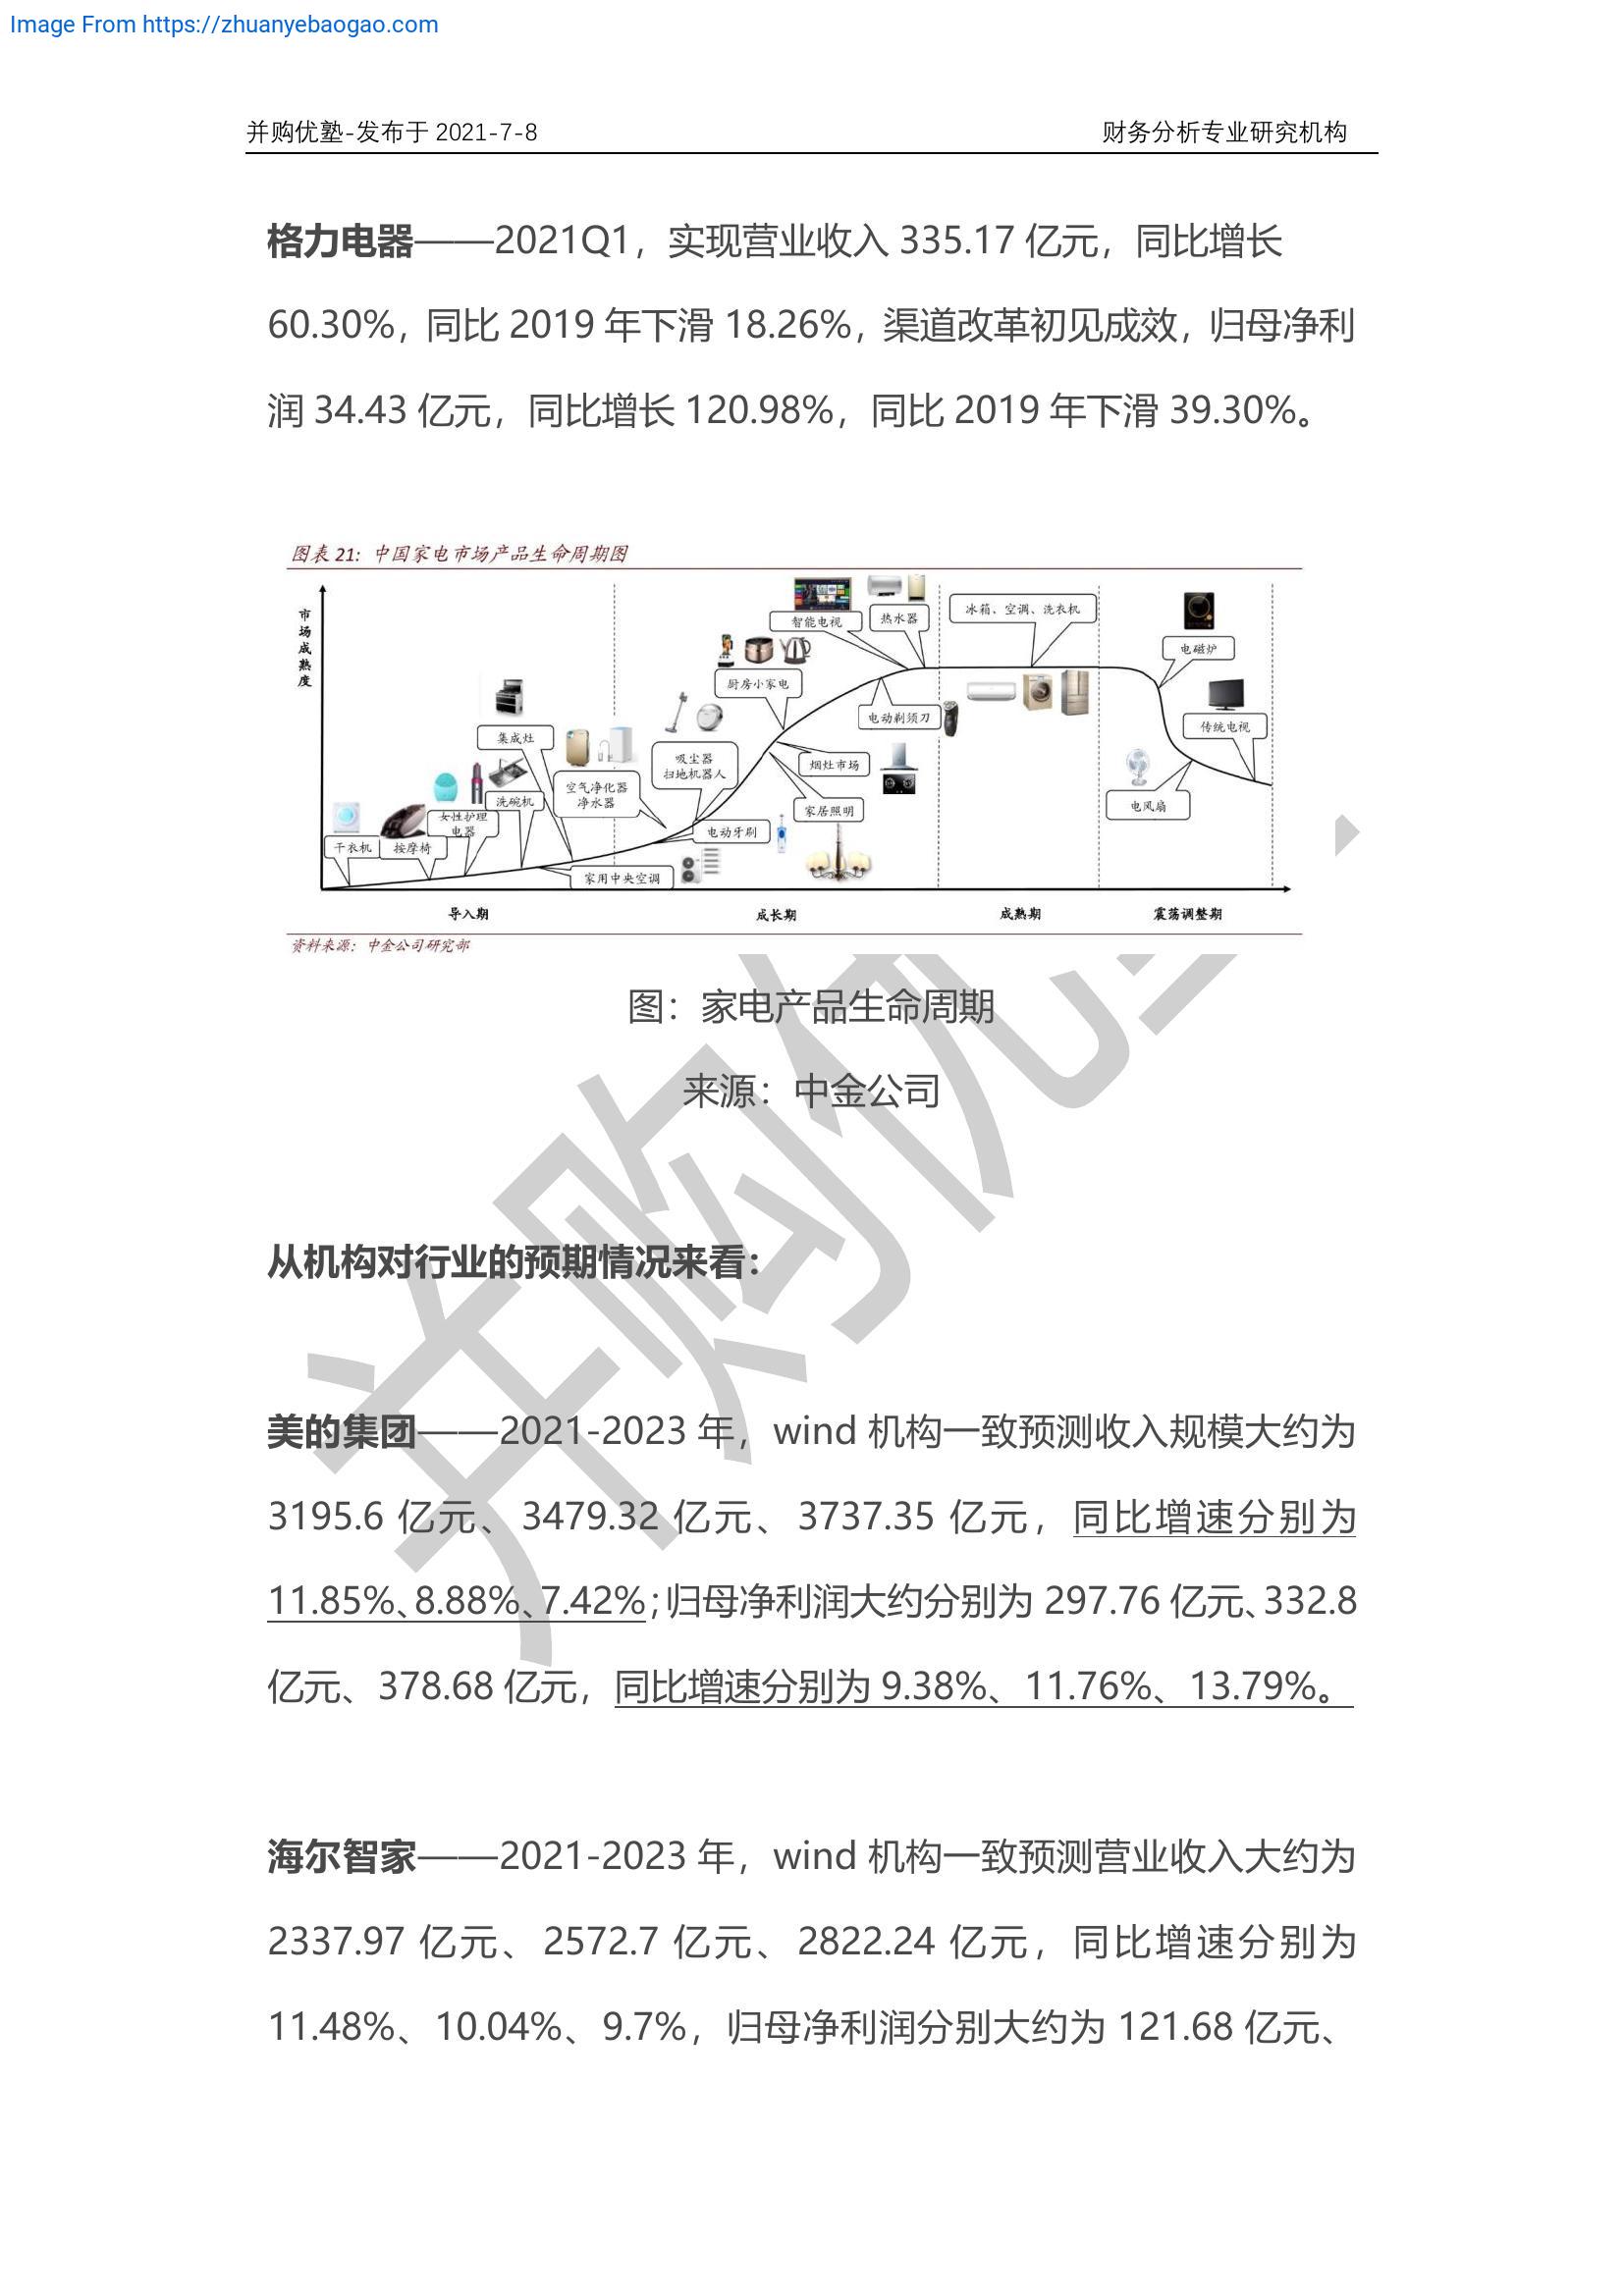 Image From https://zhuanyebaogao.com
并购优塾-发布于 2021-7-8
财务分析专业研究机构
格力电器——2021Q1，实现营业收入 335.17 亿元，同比增长
60.30%，同比 2019 年下滑 18.26%，渠道改革初见成效，归母净利
润 34.43 亿元，同比增长 120.98%，同比 2019 年下滑 39.30%。
图表 21：中国家电市场产品生命周期图
市场成熟度
干衣机
按摩椅
女性护理
电器
洗碗机
集成灶
空气净化器
净水器
家用中央空调
吸尘器
扫地机器人
电动牙刷
厨房小家电
家居照明
烟灶市场
智能电视
热水器
电动剃须刀
冰箱、空调、洗衣机
电磁炉
传统电视
电风扇
导入期
成长期
成熟期
震荡调整期
资料来源：中金公司研究部
图：家电产品生命周期
来源：中金公司
从机构对行业的预期情况来看：
美的集团——2021-2023 年，wind 机构一致预测收入规模大约为
3195.6 亿元、3479.32 亿元、3737.35 亿元，同比增速分别为
11.85%、8.88%、7.42%；归母净利润大约分别为 297.76 亿元、332.8
亿元、378.68 亿元，同比增速分别为 9.38%、11.76%、13.79%。
海尔智家——2021-2023 年，wind 机构一致预测营业收入大约为
2337.97 亿元、2572.7 亿元、2822.24 亿元，同比增速分别为
11.48%、10.04%、9.7%，归母净利润分别大约为 121.68 亿元、
并购优